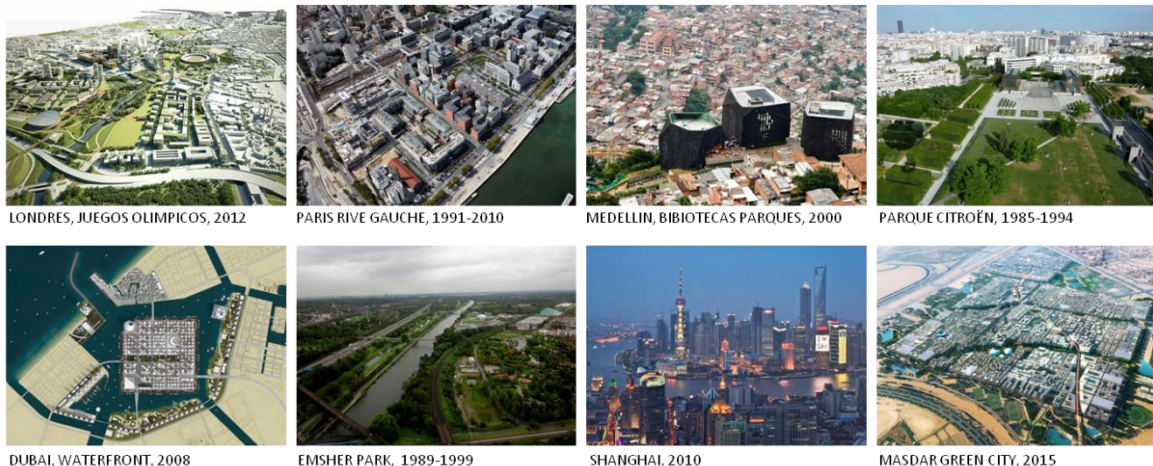 LONDRES, JUEGOS OLIMPICOS, 2012
PARIS RIVE GAUCHE, 1991-2010
MEDELLIN, BIBIOTECAS PARQUES, 2000
PARQUE CITROËN, 1985-1994
I ♥
SH
DUBAI, WATERFRONT, 2008
EMSHER PARK, 1989-1999
SHANGHAI, 2010
MASDAR GREEN CITY, 2015